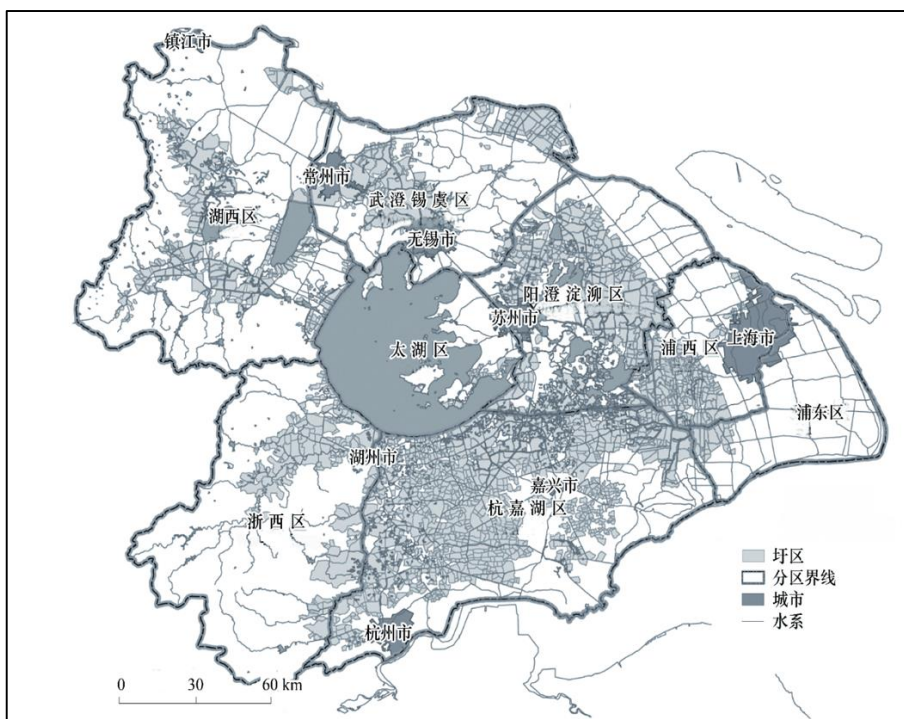 镇江市
常州市
武澄锡虞区
湖西区
无锡市
阳澄淀泖区
苏州市
太湖区
浦西区
上海市
浦东区
湖州市
嘉兴市
杭嘉湖区
浙西区
杭州市
圩区
分区界线
城市
水系
0 30 60 km